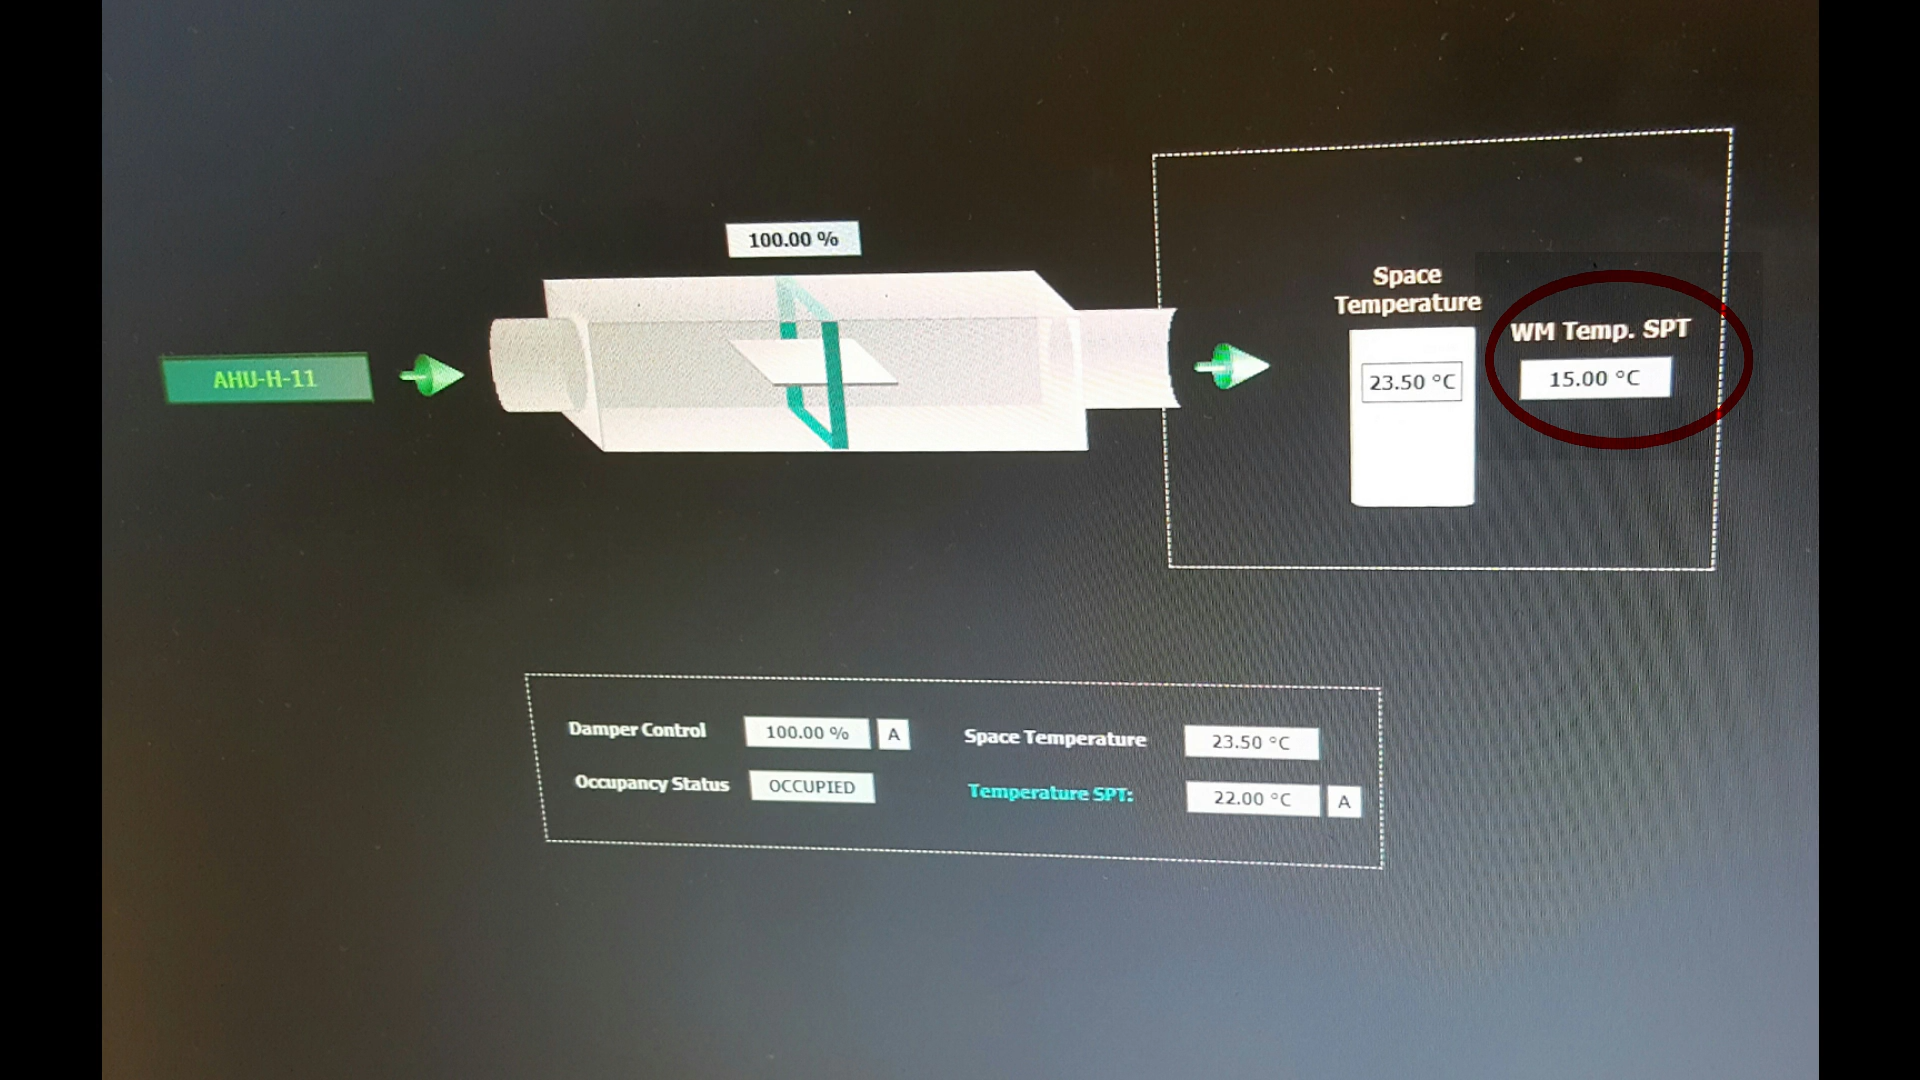 100.00 %
Space
Temperature
WM Temp. SPT
AHU-H-11
23.50 °C
15.00 °C
Damper Control
100.00 %
A
Space Temperature
23.50 °C
Occupancy Status
OCCUPIED
Temperature SPT:
22.00 °C
A